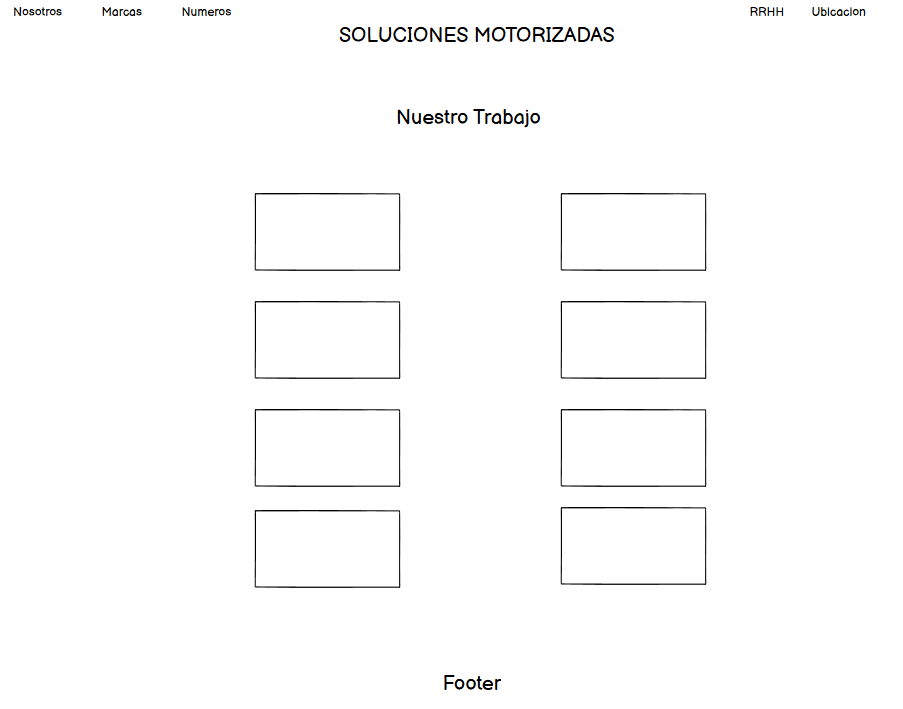 Nosotros Marcas Numeros RRHH Ubicacion
SOLUCIONES MOTORIZADAS
Nuestro Trabajo
Footer